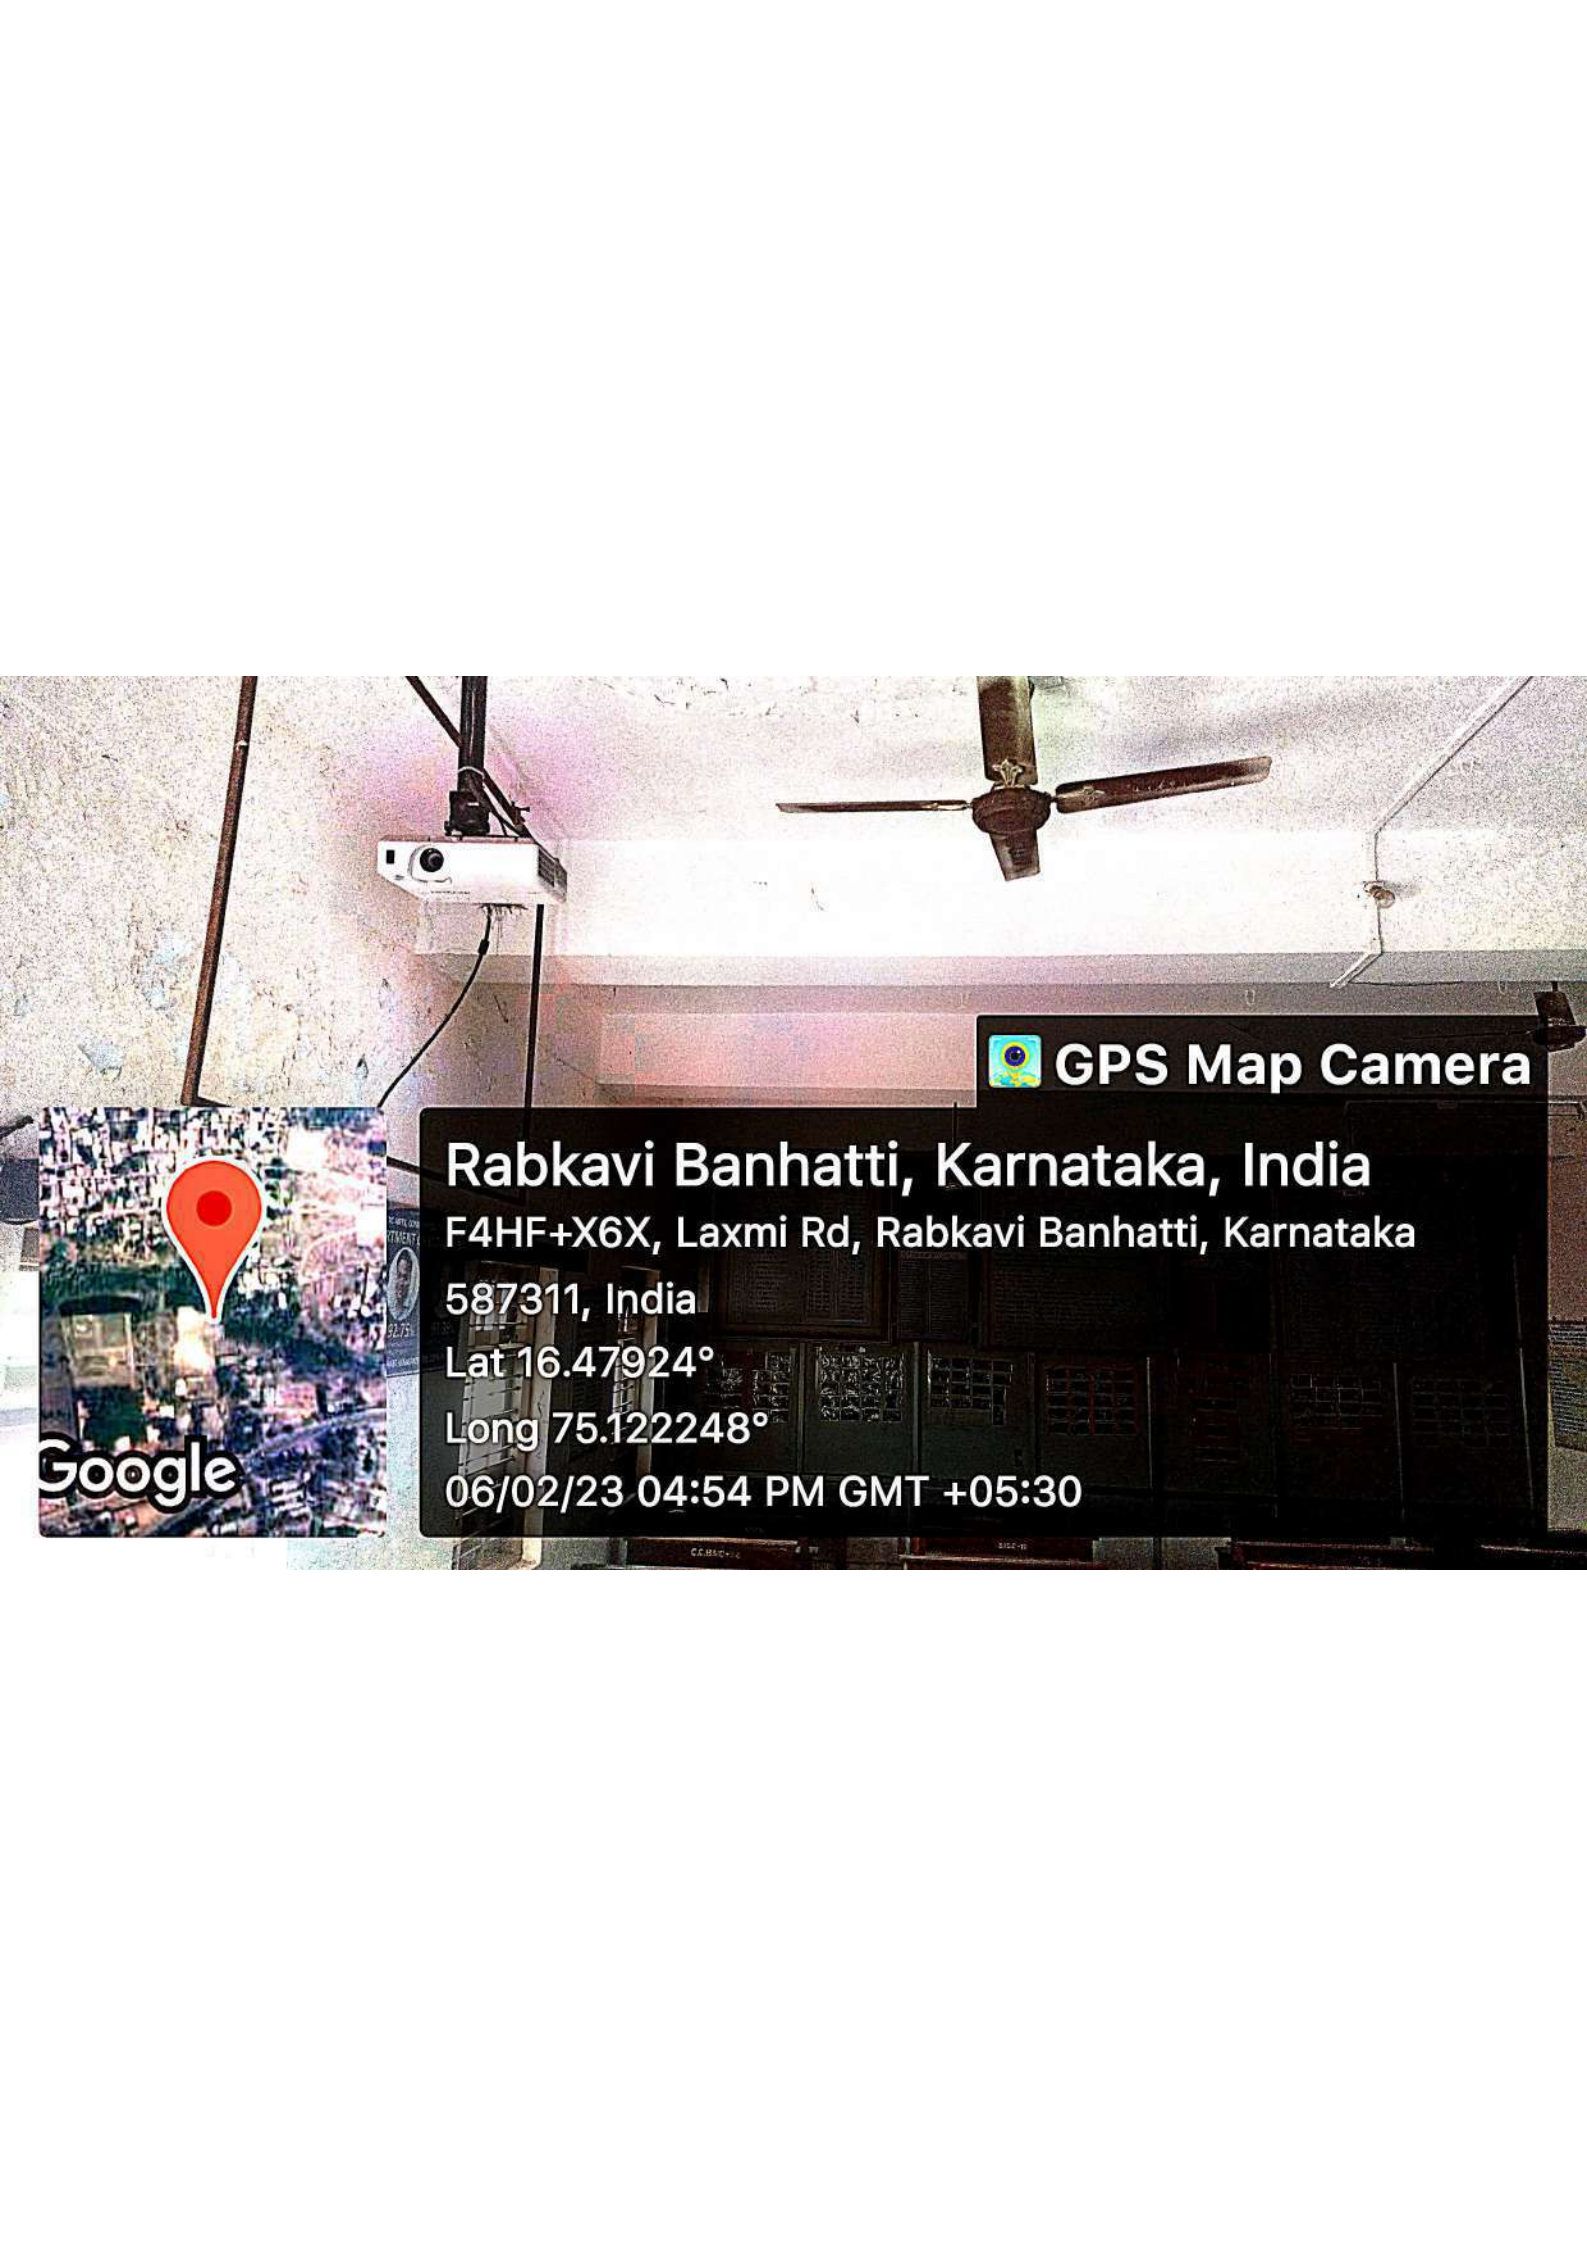 GPS Map Camera
Rabkavi Banhatti, Karnataka, India
F4HF+X6X, Laxmi Rd, Rabkavi Banhatti, Karnataka
587311, India
Lat 16.47924°
Long 75.122248°
06/02/23 04:54 PM GMT +05:30
Google